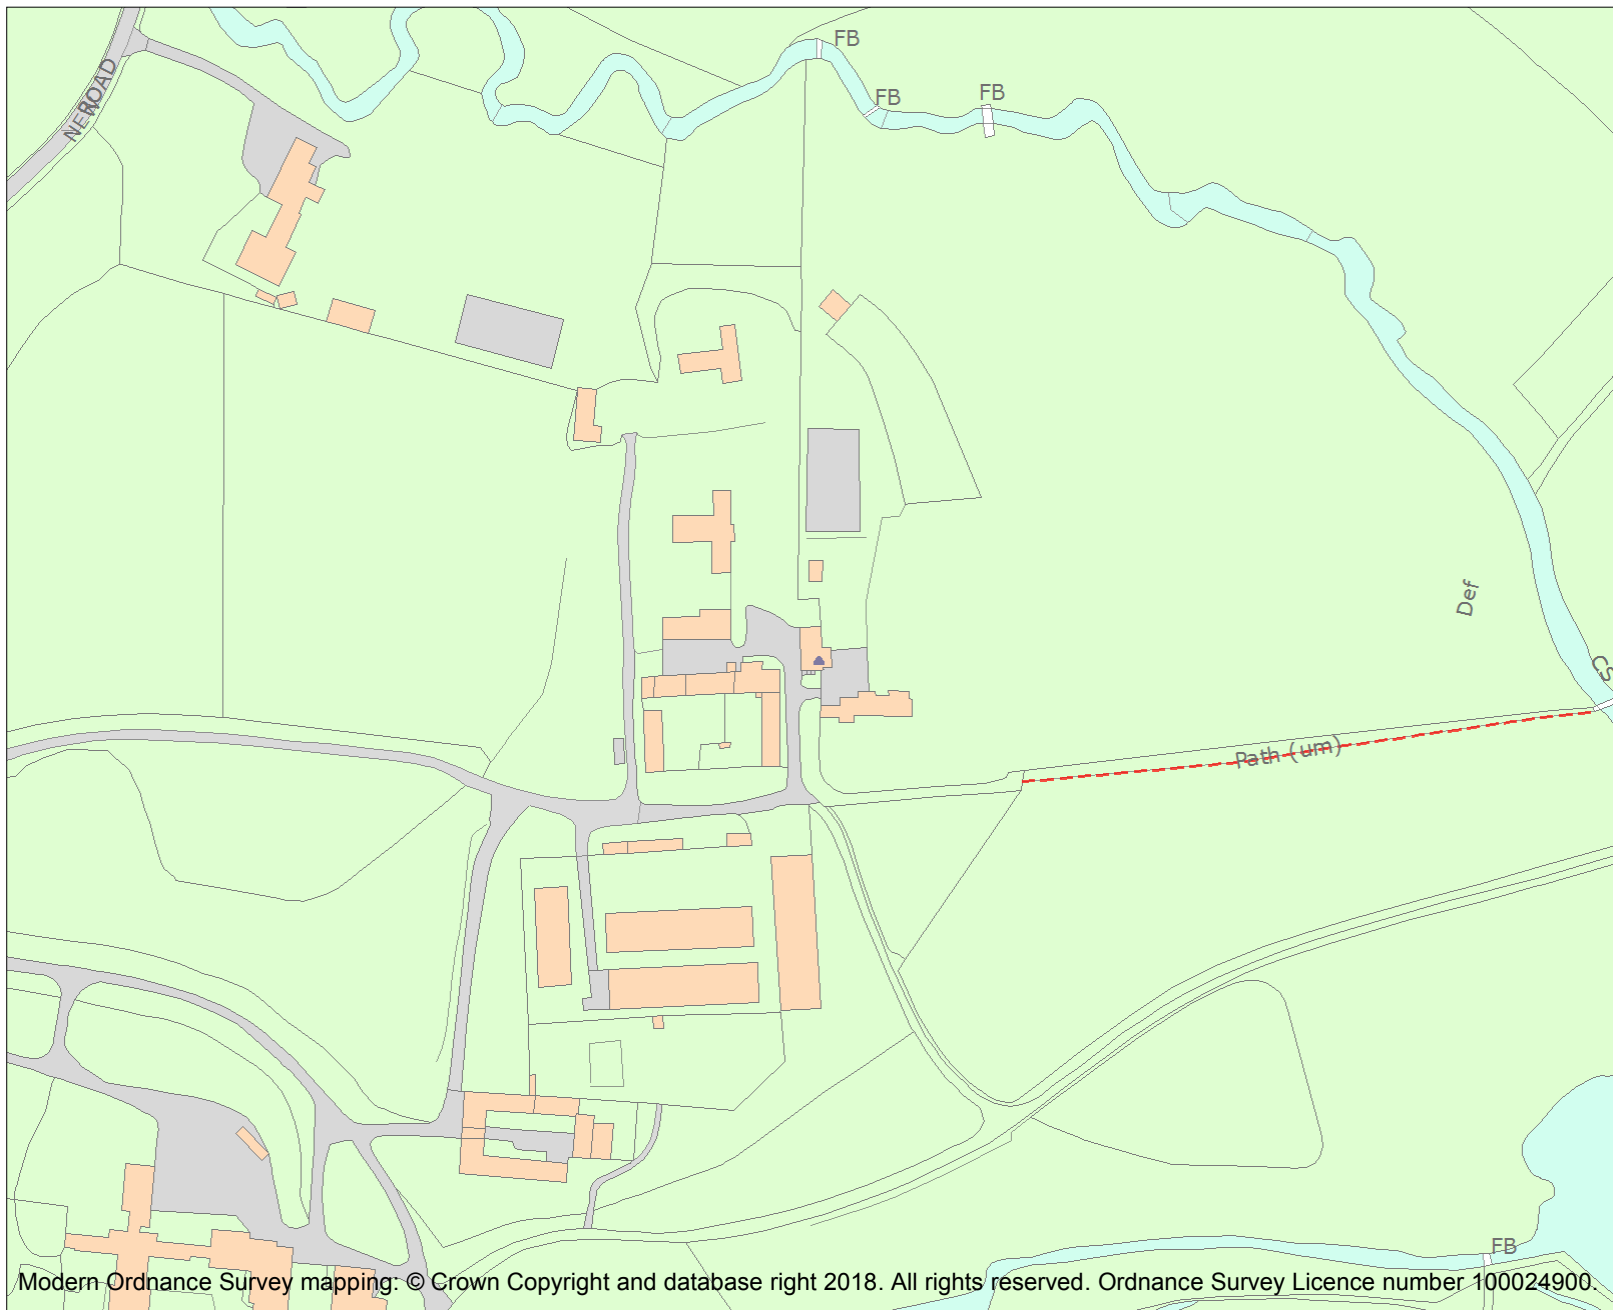 FB
FB
FB
NE ROAD
Def
CS
Path (um)
FB
Modern Ordnance Survey mapping: © Crown Copyright and database right 2018. All rights reserved. Ordnance Survey Licence number 100024900.